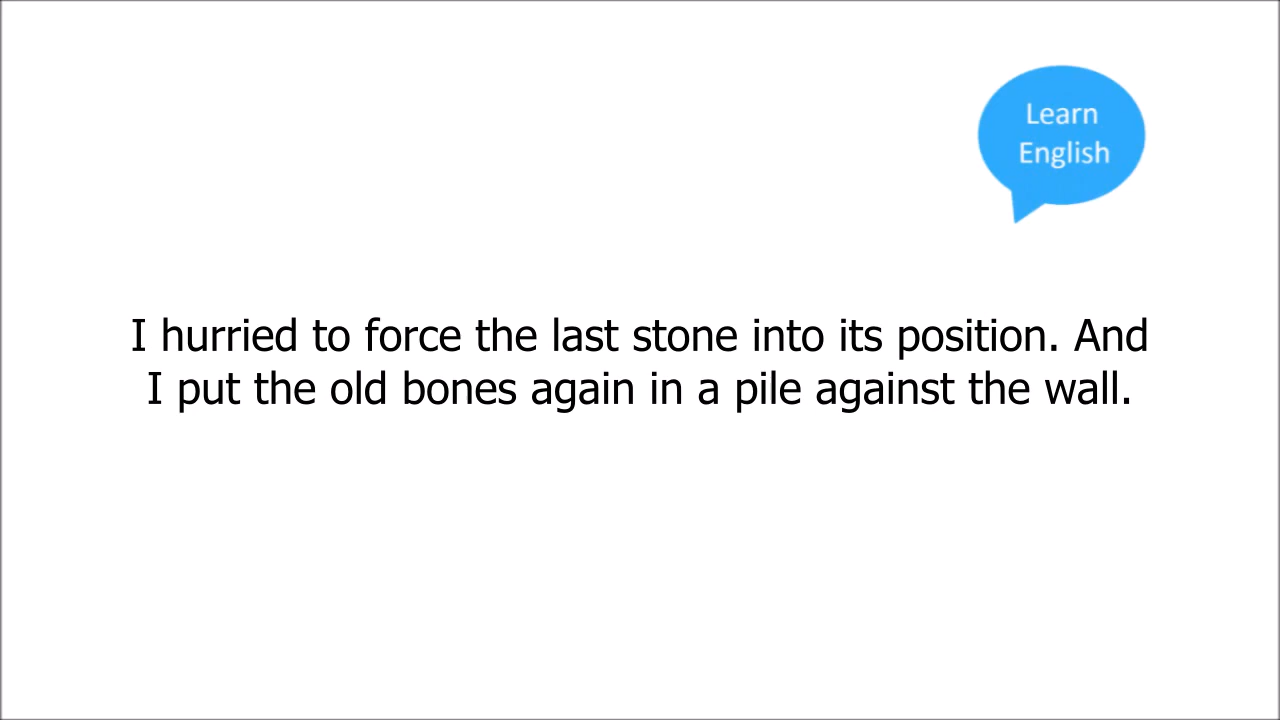 Learn
English
I hurried to force the last stone into its position. And
I put the old bones again in a pile against the wall.